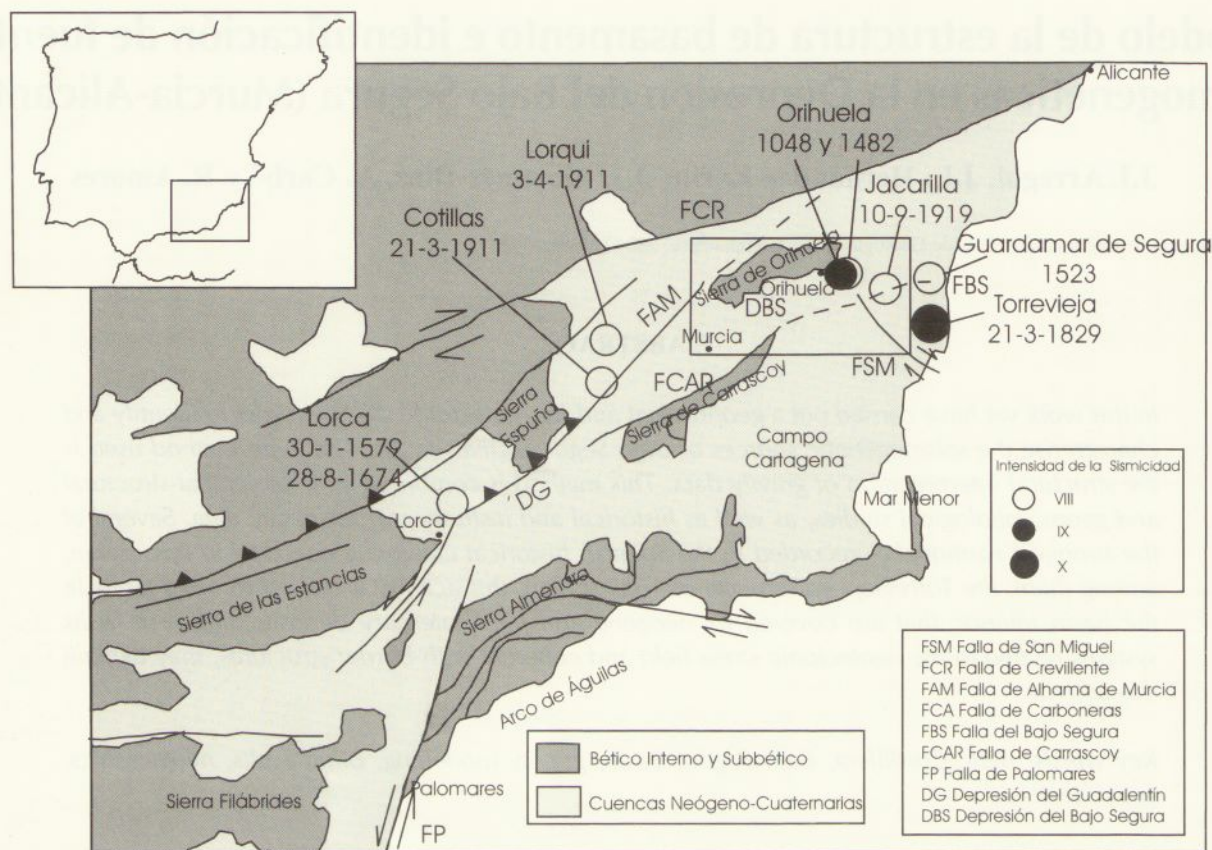 Alicante
Orihuela
1048 y 1482
Lorqui
3-4-1911
Jacarilla
10-9-1919
FCR
Cotillas
21-3-1911
Guardamar de Segura
1523
FBS
Sierra de Orihuela
Orihuela
DBS
FAM
Torrevieja
21-3-1829
Murcia
FSM
FCAR
Sierra de Carrascoy
Sierra
Espuña
Lorca
30-1-1579
28-8-1674
Campo
Cartagena
DG
Mar Menor
Lorca
Intensidad de la Sismicidad
VIII
IX
X
Sierra de las Estancias
Sierra Almenara
Arco de Águilas
FSM Falla de San Miguel
FCR Falla de Crevillente
FAM Falla de Alhama de Murcia
FCA Falla de Carboneras
FBS Falla del Bajo Segura
FCAR Falla de Carrascoy
FP Falla de Palomares
DG Depresión del Guadalentín
DBS Depresión del Bajo Segura
Bético Interno y Subbético
Cuencas Neógeno-Cuaternarias
Sierra Filábrides
Palomares
FP